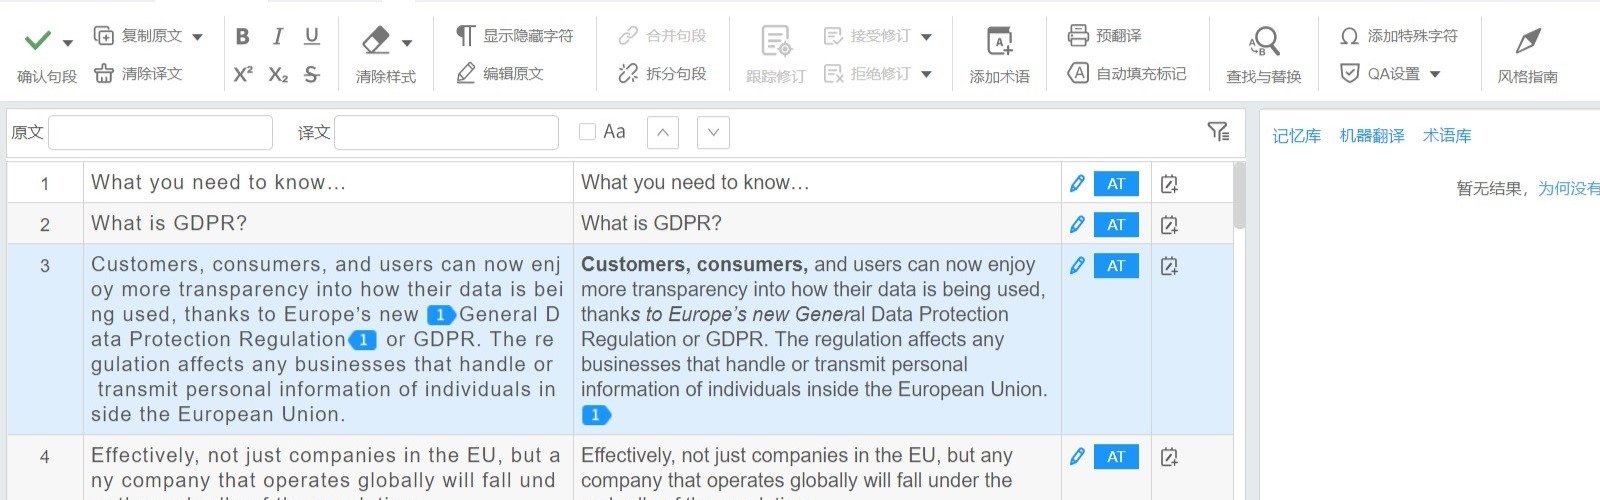 确认句段 复制原文 清除译文 B I U X² X₂ S 清除样式 显示隐藏字符 编辑原文 合并句段 拆分句段 跟踪修订 接受修订 拒绝修订 添加术语 预翻译 自动填充标记 查找与替换 添加特殊字符 QA设置 风格指南
原文 译文 Aa
记忆库 机器翻译 术语库
暂无结果，为何没有
1 What you need to know… What you need to know… AT
2 What is GDPR? What is GDPR? AT
3 Customers, consumers, and users can now enj
oy more transparency into how their data is bei
ng used, thanks to Europe’s new 1 General D
ata Protection Regulation 1 or GDPR. The re
gulation affects any businesses that handle or
transmit personal information of individuals in
side the European Union.
Customers, consumers, and users can now enjoy
more transparency into how their data is being used,
thanks to Europe’s new General Data Protection
Regulation or GDPR. The regulation affects any
businesses that handle or transmit personal
information of individuals inside the European Union.
1
AT
4 Effectively, not just companies in the EU, but a
ny company that operates globally will fall und
Effectively, not just companies in the EU, but any
company that operates globally will fall under the
AT